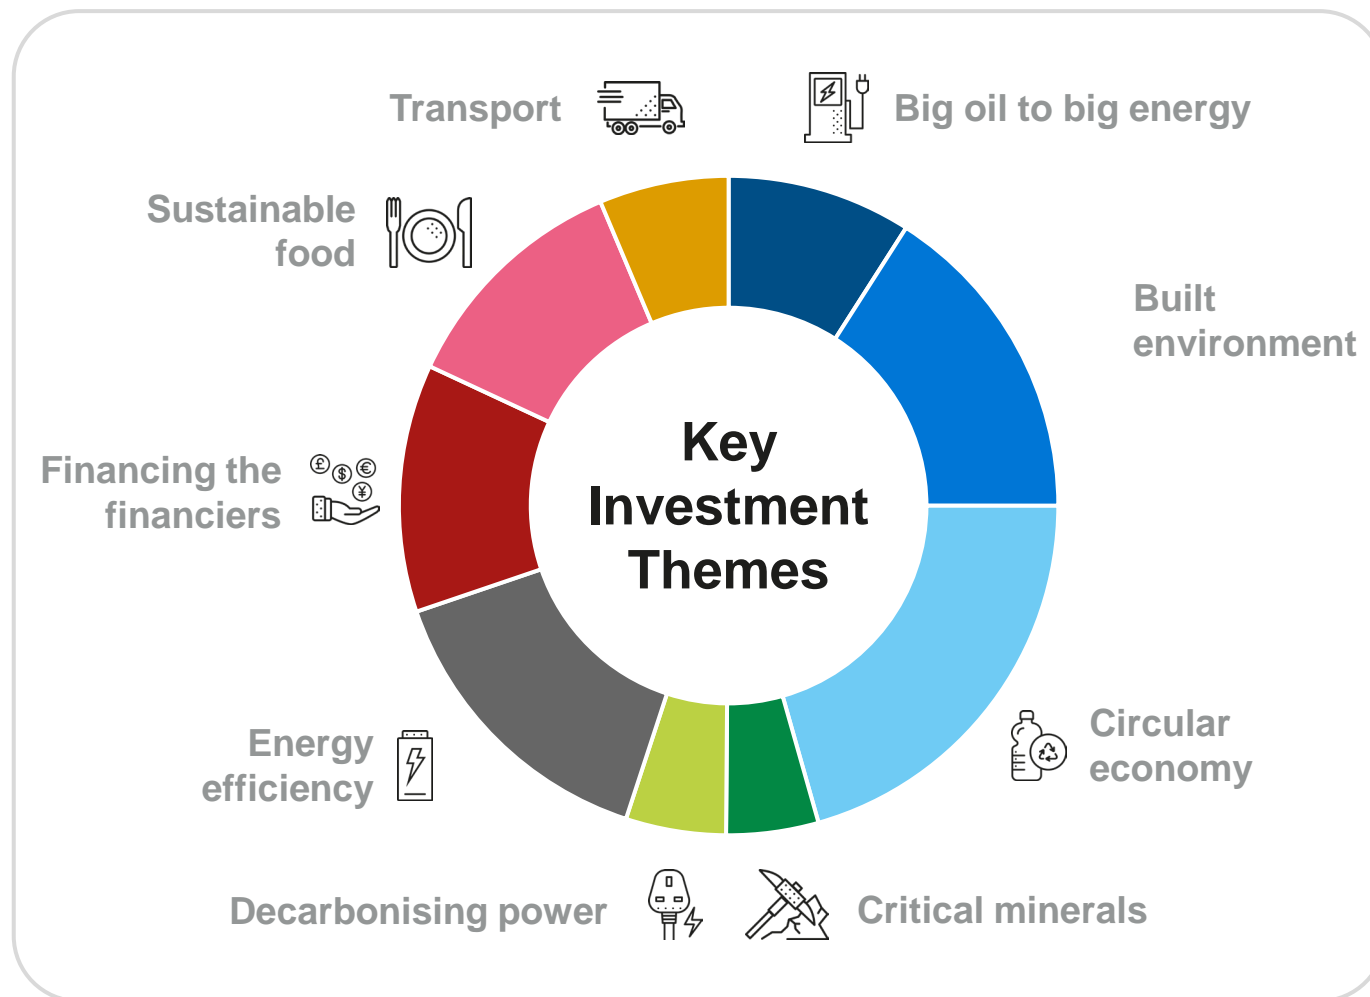 Transport
Big oil to big energy
Sustainable
food
Built
environment
Key
Investment
Themes
Financing the
financiers
£
$
€
¥
Circular
economy
Energy
efficiency
Decarbonising power
Critical minerals